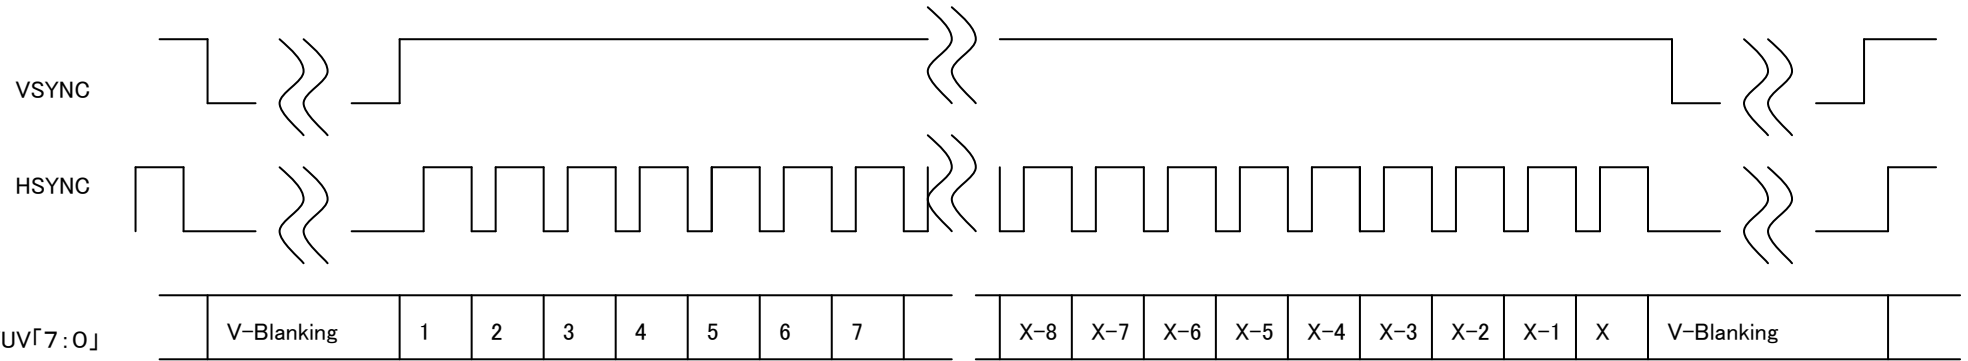 VSYNC
HSYNC
UV「7:0」
V-Blanking 1 2 3 4 5 6 7 X-8 X-7 X-6 X-5 X-4 X-3 X-2 X-1 X V-Blanking